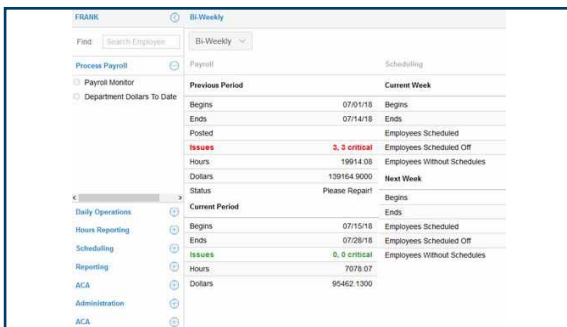 FRANK
Bi-Weekly
Find: Search Employee
Bi-Weekly
Process Payroll
Payroll Monitor
Department Dollars To Date
Daily Operations
Hours Reporting
Scheduling
Reporting
ACA
Administration
ACA
Payroll
Previous Period
Begins 07/01/18
Ends 07/14/18
Posted
Issues 3, 3 critical
Hours 19914:08
Dollars 139164.9000
Status Please Repair!
Current Period
Begins 07/15/18
Ends 07/28/18
Issues 0, 0 critical
Hours 7078:07
Dollars 95462.1300
Scheduling
Current Week
Begins
Ends
Employees Scheduled
Employees Scheduled Off
Employees Without Schedules
Next Week
Begins
Ends
Employees Scheduled
Employees Scheduled Off
Employees Without Schedules